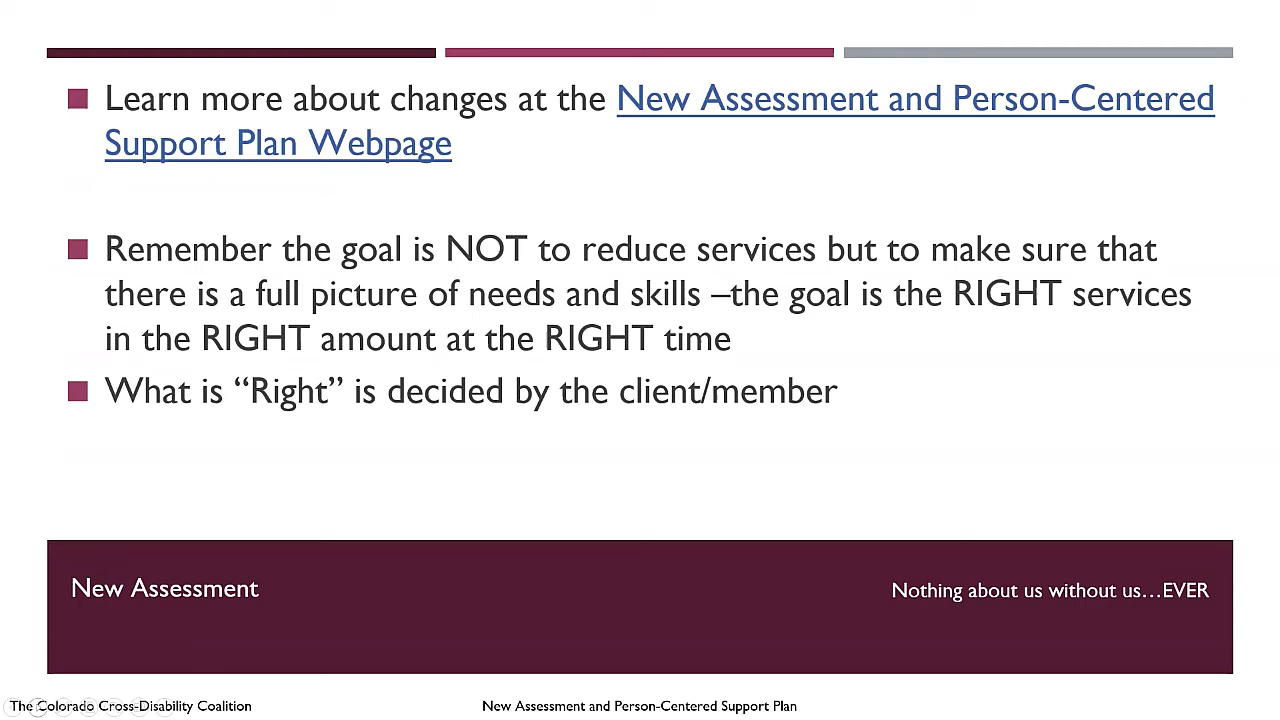 Learn more about changes at the New Assessment and Person-Centered
Support Plan Webpage
Remember the goal is NOT to reduce services but to make sure that
there is a full picture of needs and skills –the goal is the RIGHT services
in the RIGHT amount at the RIGHT time
What is “Right” is decided by the client/member
New Assessment
Nothing about us without us…EVER
The Colorado Cross-Disability Coalition
New Assessment and Person-Centered Support Plan